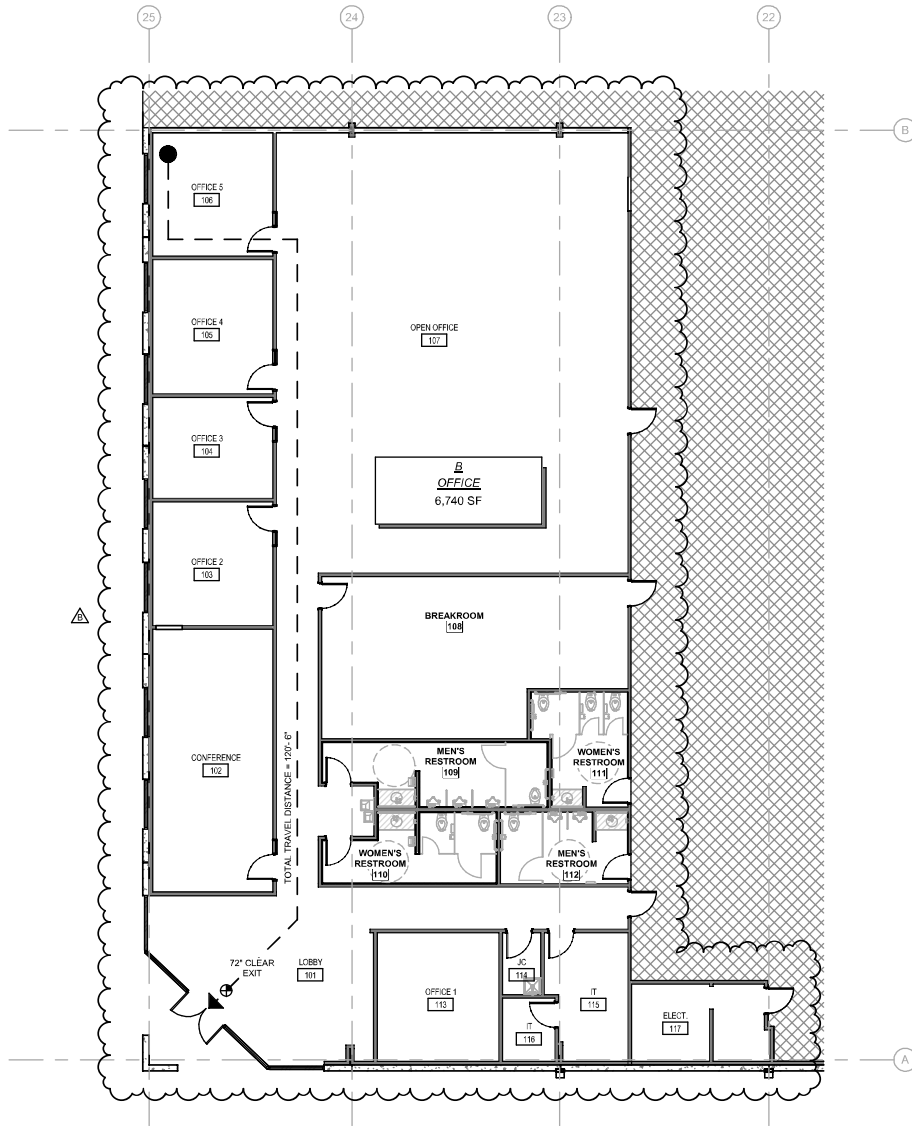 25
24
23
22
B
OFFICE 5
106
OFFICE 4
105
OPEN OFFICE
107
OFFICE 3
104
B
OFFICE
6,740 SF
OFFICE 2
103
B
BREAKROOM
108
CONFERENCE
102
TOTAL TRAVEL DISTANCE = 120'- 6"
MEN'S
RESTROOM
109
WOMEN'S
RESTROOM
111
WOMEN'S
RESTROOM
110
MEN'S
RESTROOM
112
72" CLEAR
EXIT
LOBBY
101
OFFICE 1
113
JC
114
IT
115
IT
116
ELECT.
117
A